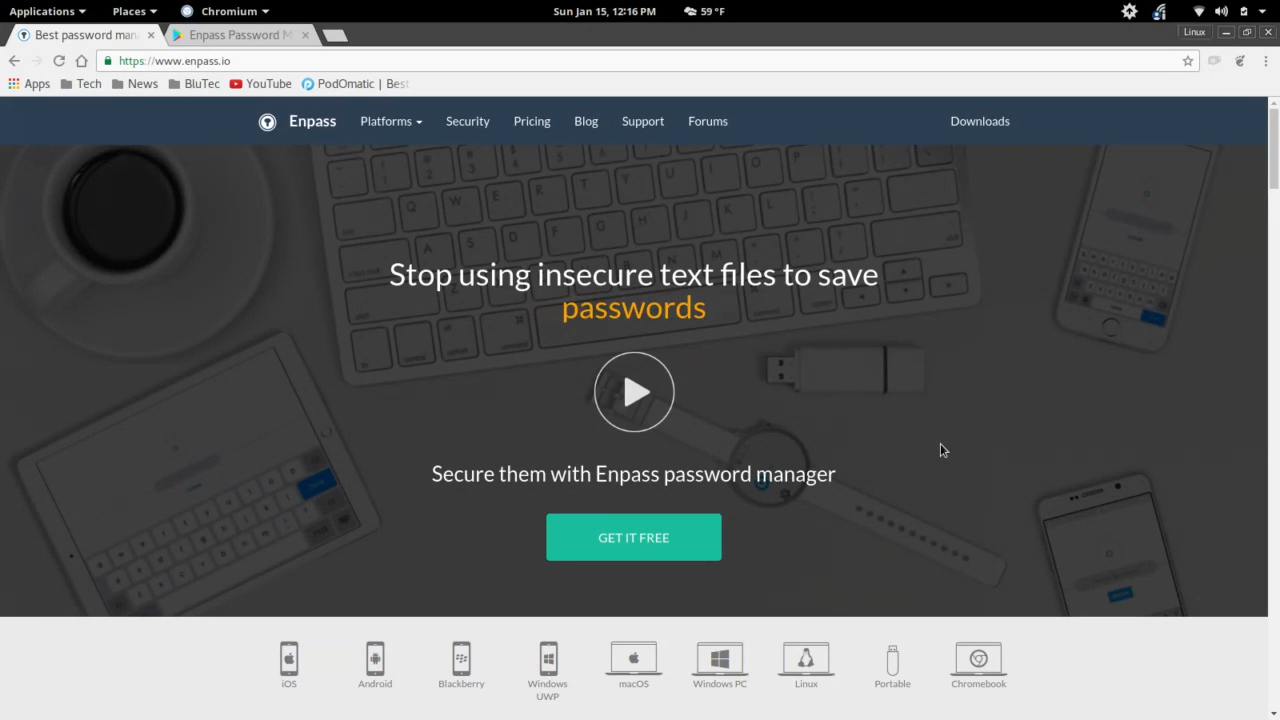 Applications Places Chromium Sun Jan 15, 12:16 PM 59 °F
Best password man Enpass Password M Linux
https://www.enpass.io
Apps Tech News BluTec YouTube PodOmatic | Best
Enpass Platforms Security Pricing Blog Support Forums Downloads
Stop using insecure text files to save
passwords
Secure them with Enpass password manager
GET IT FREE
iOS Android Blackberry Windows UWP macOS Windows PC Linux Portable Chromebook